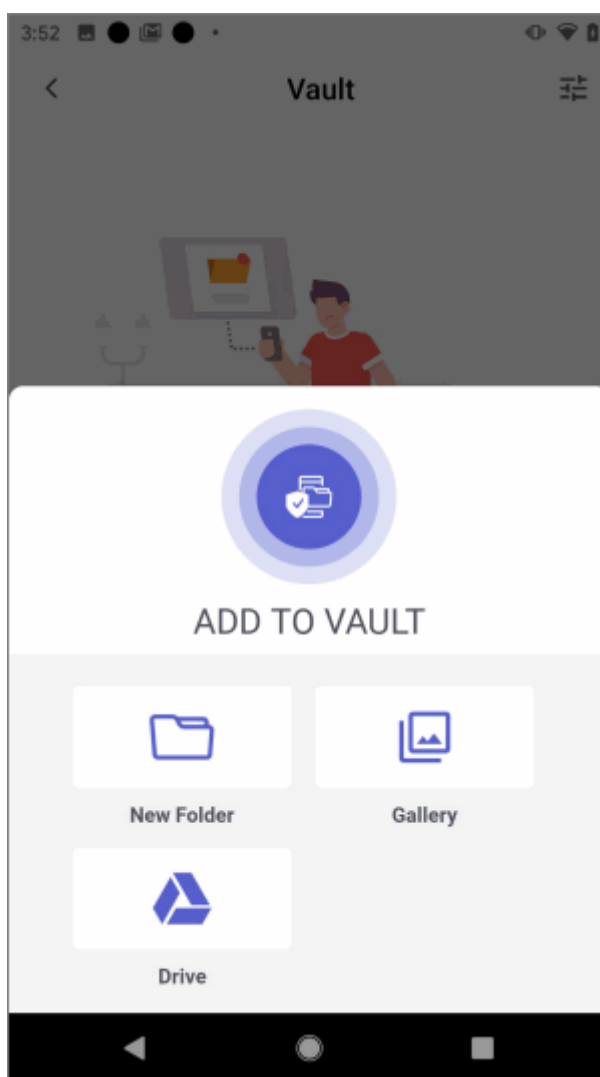 3:52
Vault
ADD TO VAULT
New Folder
Gallery
Drive